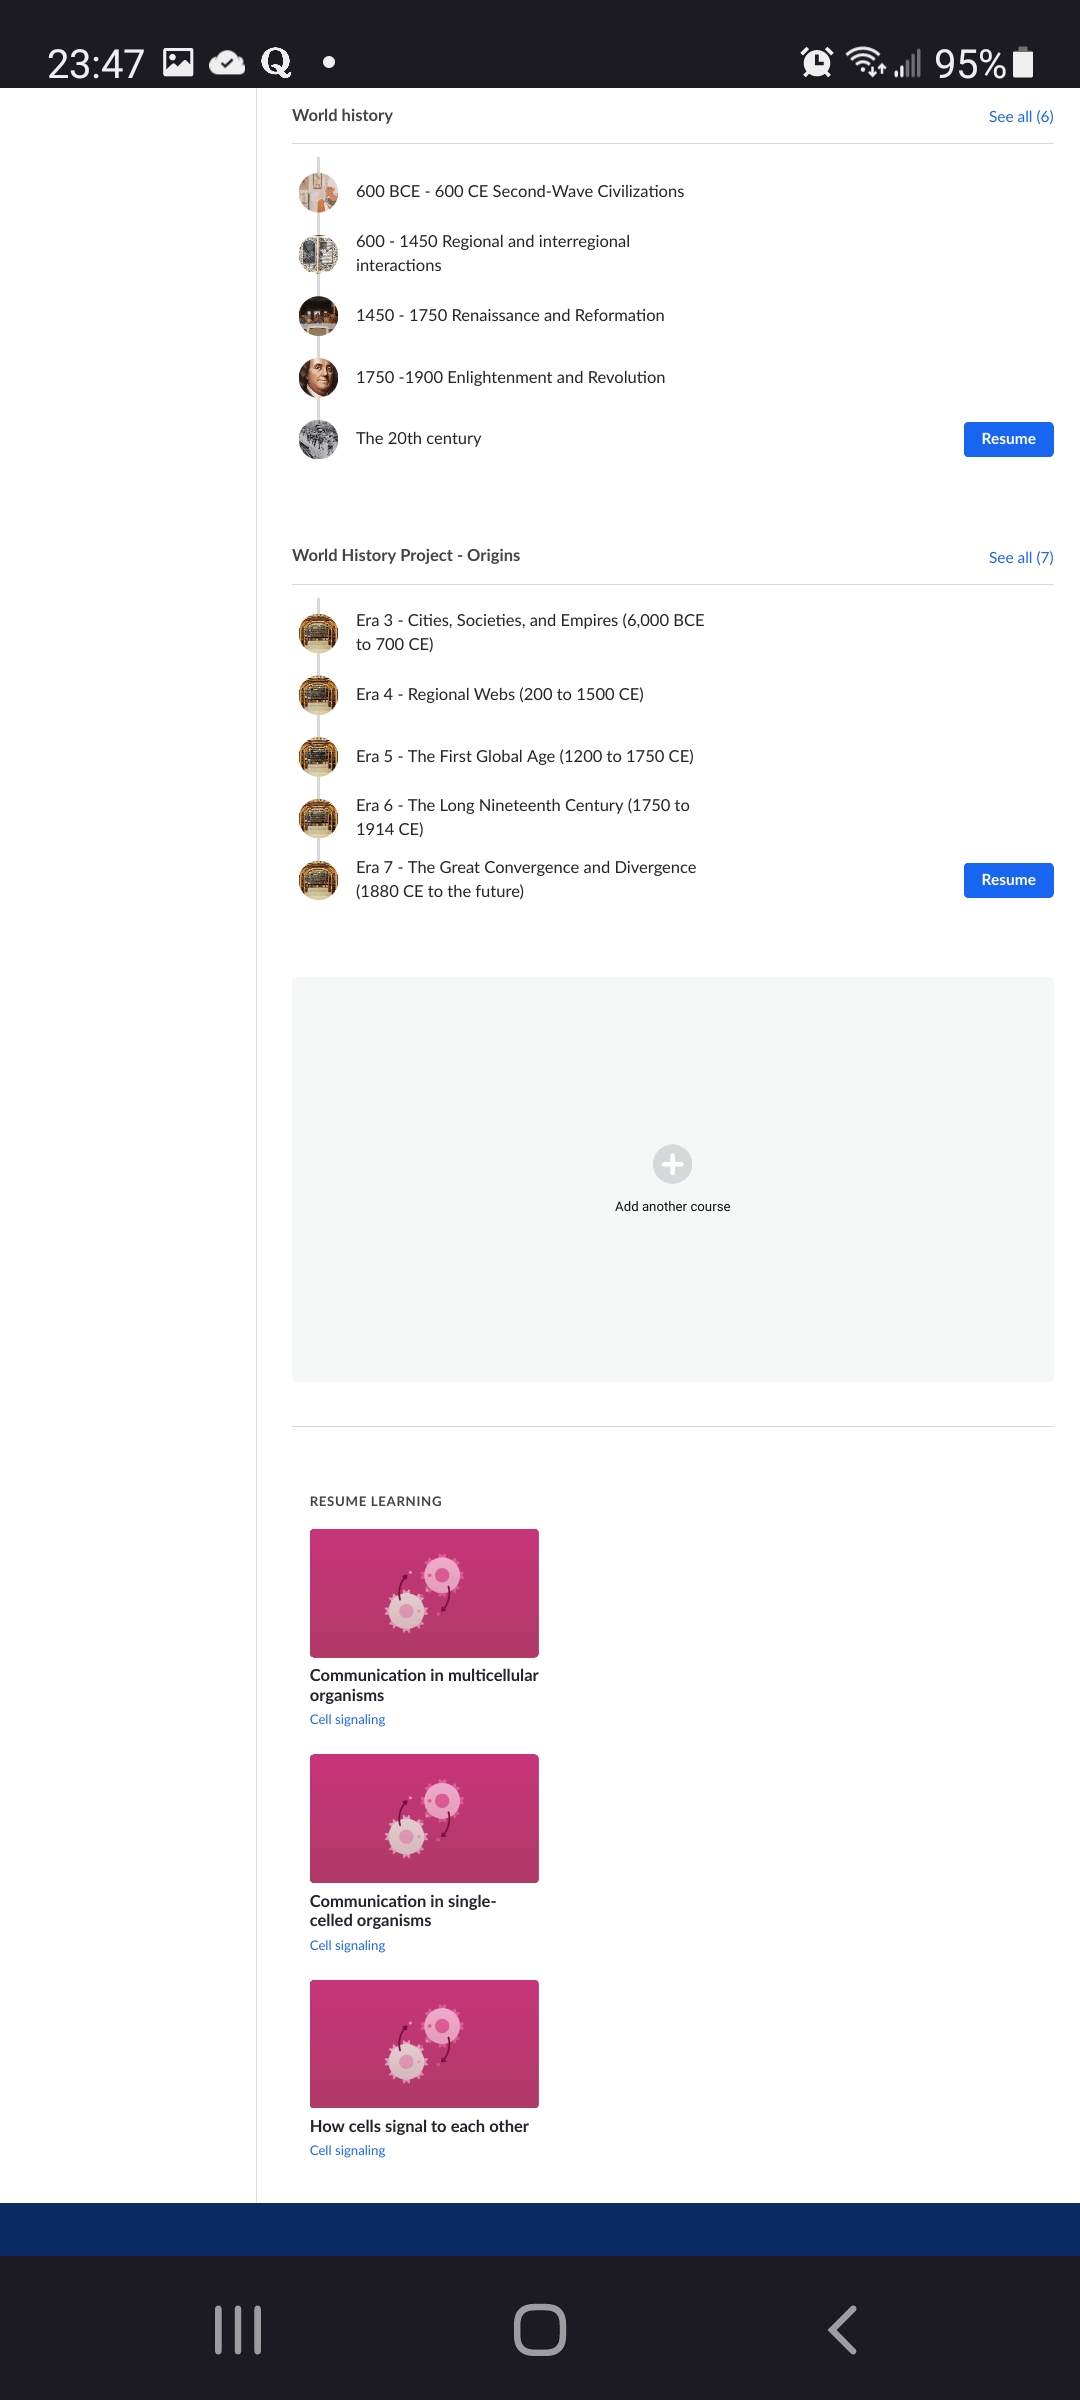 23:47
95%
World history
See all (6)
600 BCE - 600 CE Second-Wave Civilizations
600 - 1450 Regional and interregional
interactions
1450 - 1750 Renaissance and Reformation
1750 -1900 Enlightenment and Revolution
The 20th century
Resume
World History Project - Origins
See all (7)
Era 3 - Cities, Societies, and Empires (6,000 BCE
to 700 CE)
Era 4 - Regional Webs (200 to 1500 CE)
Era 5 - The First Global Age (1200 to 1750 CE)
Era 6 - The Long Nineteenth Century (1750 to
1914 CE)
Era 7 - The Great Convergence and Divergence
(1880 CE to the future)
Resume
Add another course
RESUME LEARNING
Communication in multicellular
organisms
Cell signaling
Communication in single-
celled organisms
Cell signaling
How cells signal to each other
Cell signaling